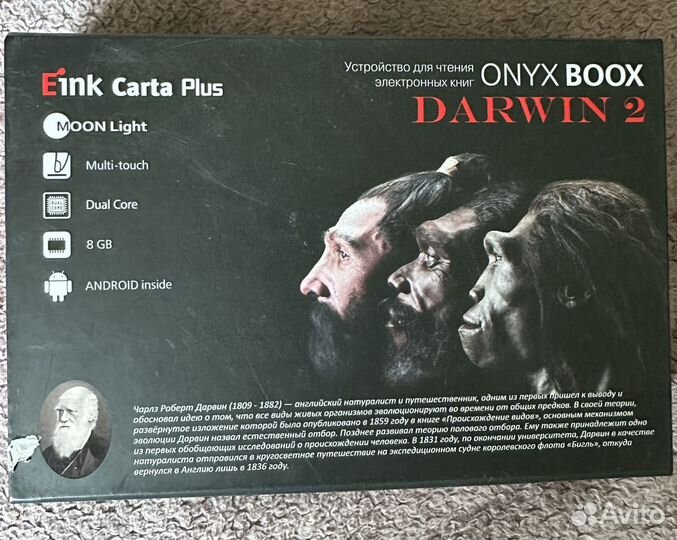 Eink Carta Plus
MOON Light
Multi-touch
DUAL CORE
Dual Core
8 GB
ANDROID inside
Устройство для чтения
электронных книг
ONYX BOOX
DARWIN 2
Чарлз Роберт Дарвин (1809 - 1882) — английский натуралист и путешественник, одним из первых пришел к выводу и
обосновал идею о том, что все виды живых организмов эволюционируют во времени от общих предков. В своей теории,
развёрнутое изложение которой было опубликовано в 1859 году в книге «Происхождение видов», основным механизмом
эволюции Дарвин назвал естественный отбор. Позднее развивал теорию полового отбора. Ему также принадлежит одно
из первых обобщающих исследований о происхождении человека. В 1831 году, по окончании университета, Дарвин в качестве
натуралиста отправился в кругосветное путешествие на экспедиционном судне королевского флота «Бигль», откуда
вернулся в Англию лишь в 1836 году.
Avito